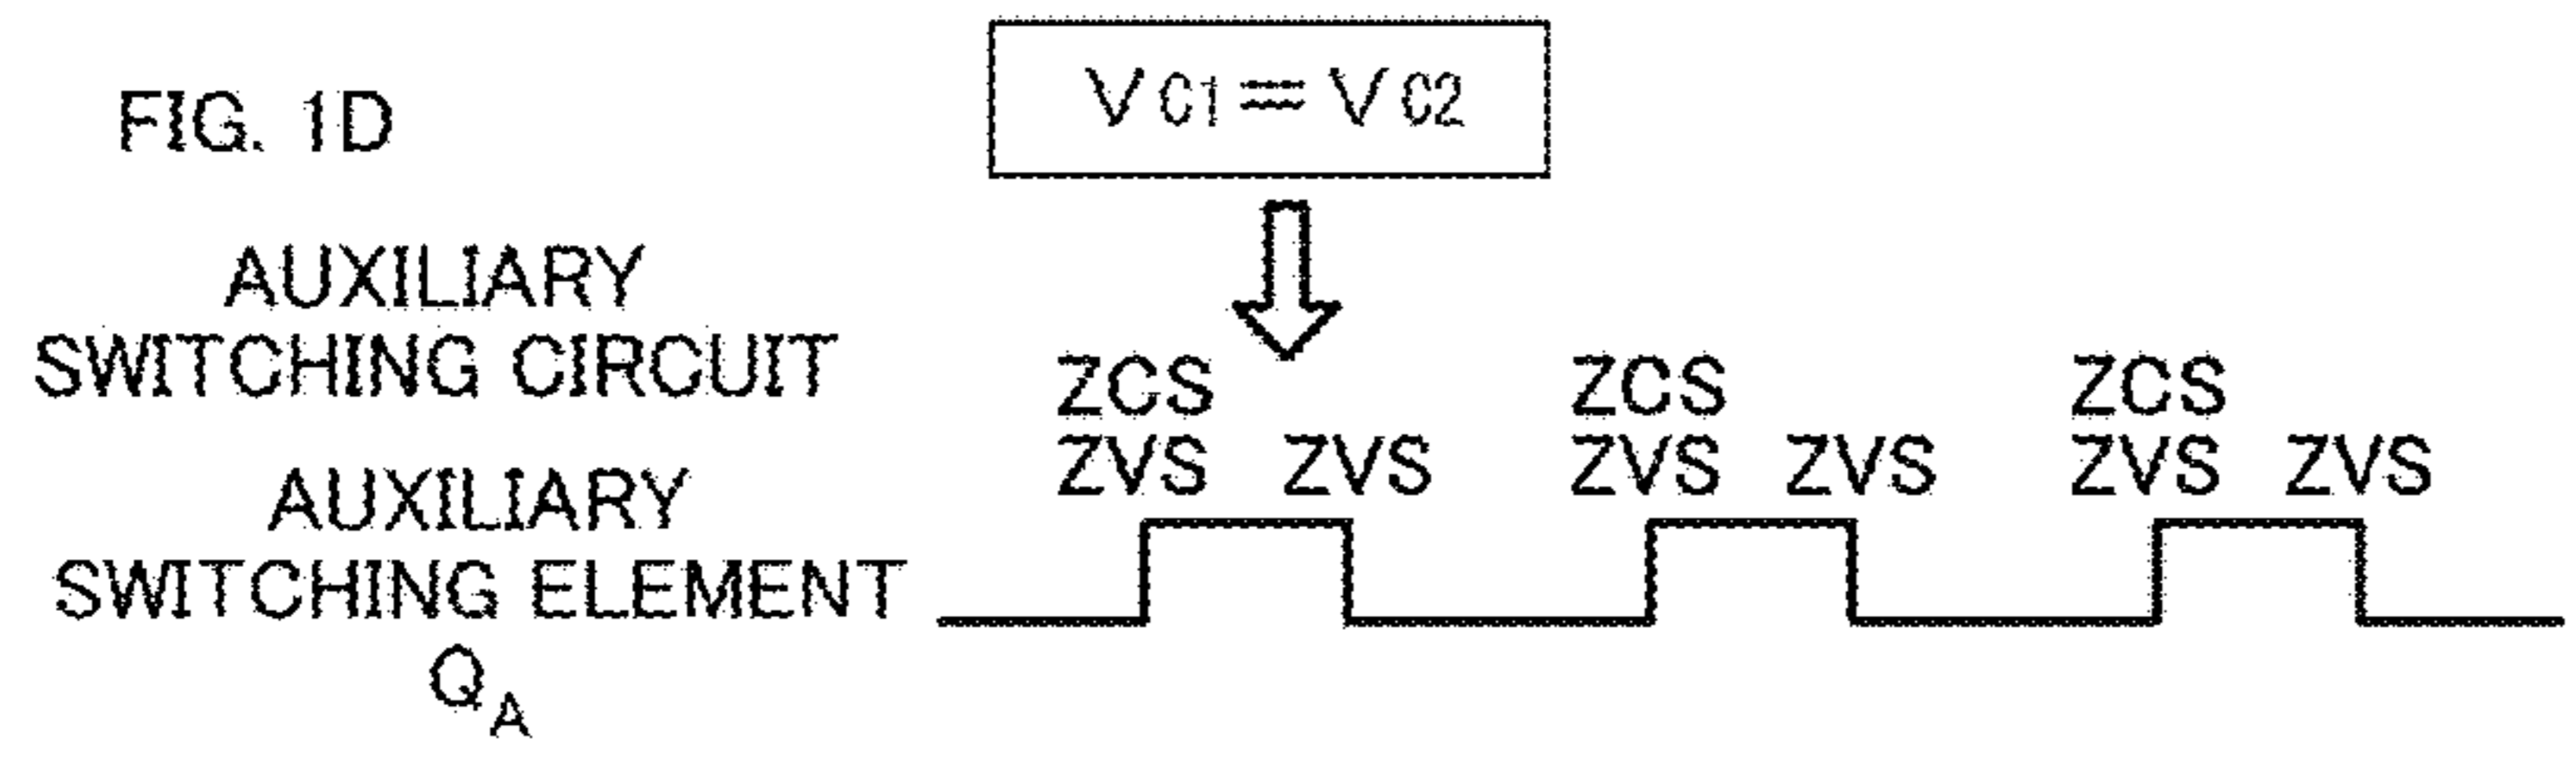 FIG. 1D
VC1=VC2
AUXILIARY
SWITCHING CIRCUIT
ZCS ZCS ZCS
ZVS ZVS ZVS ZVS ZVS ZVS
AUXILIARY
SWITCHING ELEMENT
QA